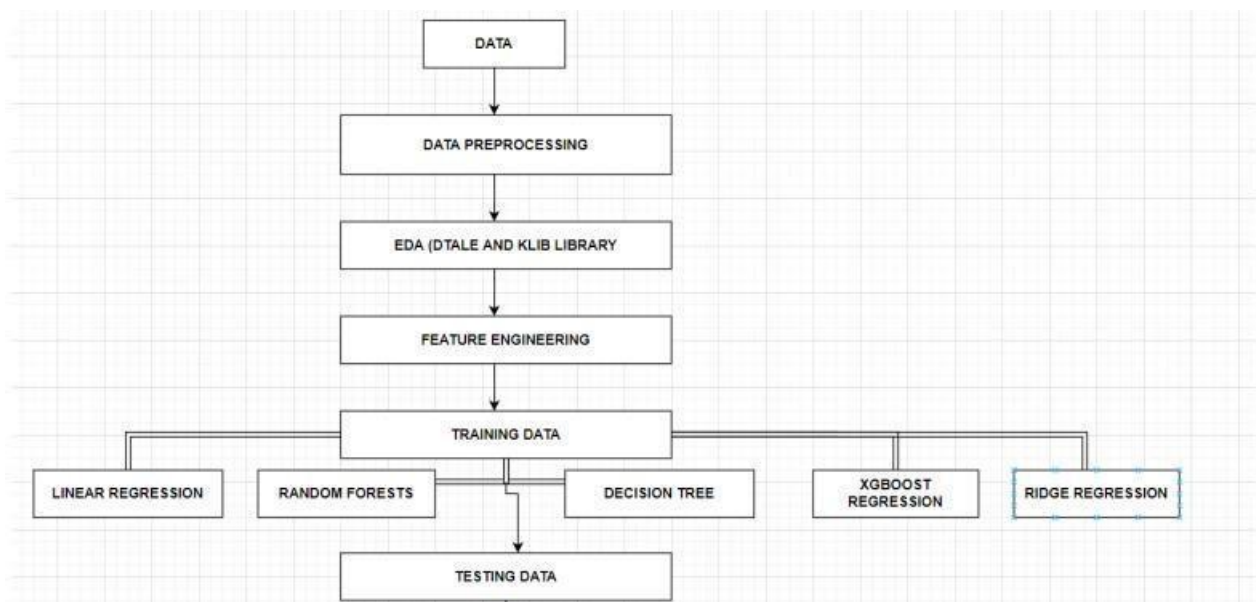 DATA
DATA PREPROCESSING
EDA (DTALE AND KLIB LIBRARY
FEATURE ENGINEERING
TRAINING DATA
LINEAR REGRESSION
RANDOM FORESTS
DECISION TREE
XGBOOST
REGRESSION
RIDGE REGRESSION
TESTING DATA